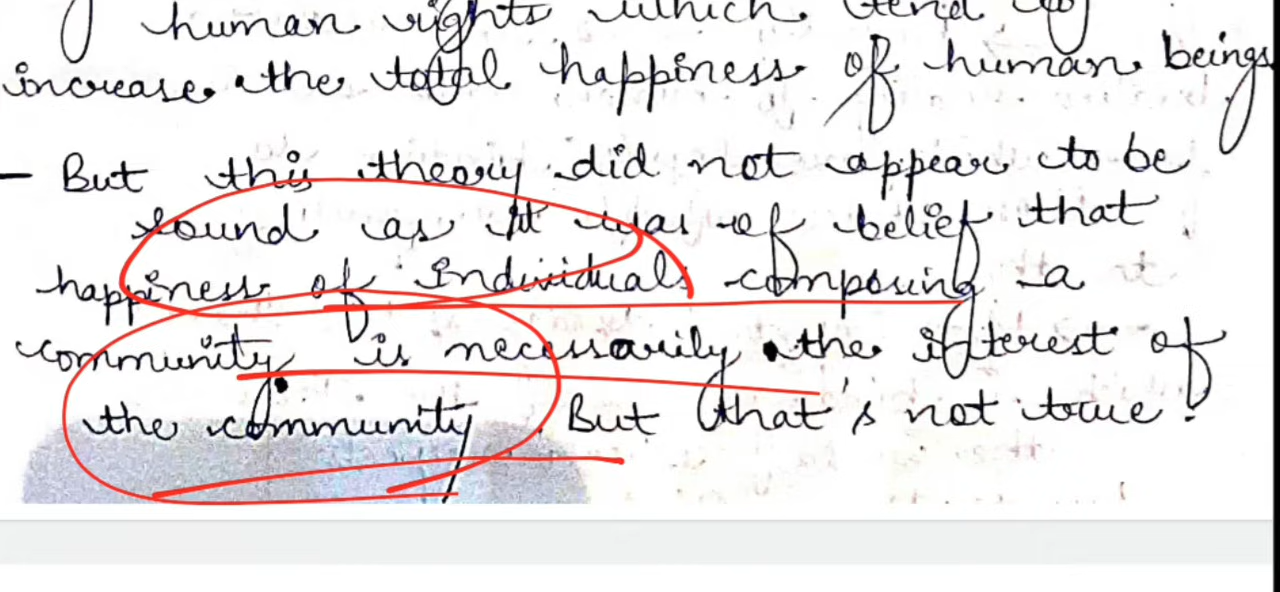 human rights which tend to
increase the total happiness of human beings
- But this theory did not appear to be
sound as it was of belief that
happiness of individuals composing a
community is necessarily the interest of
the community. But that's not true.